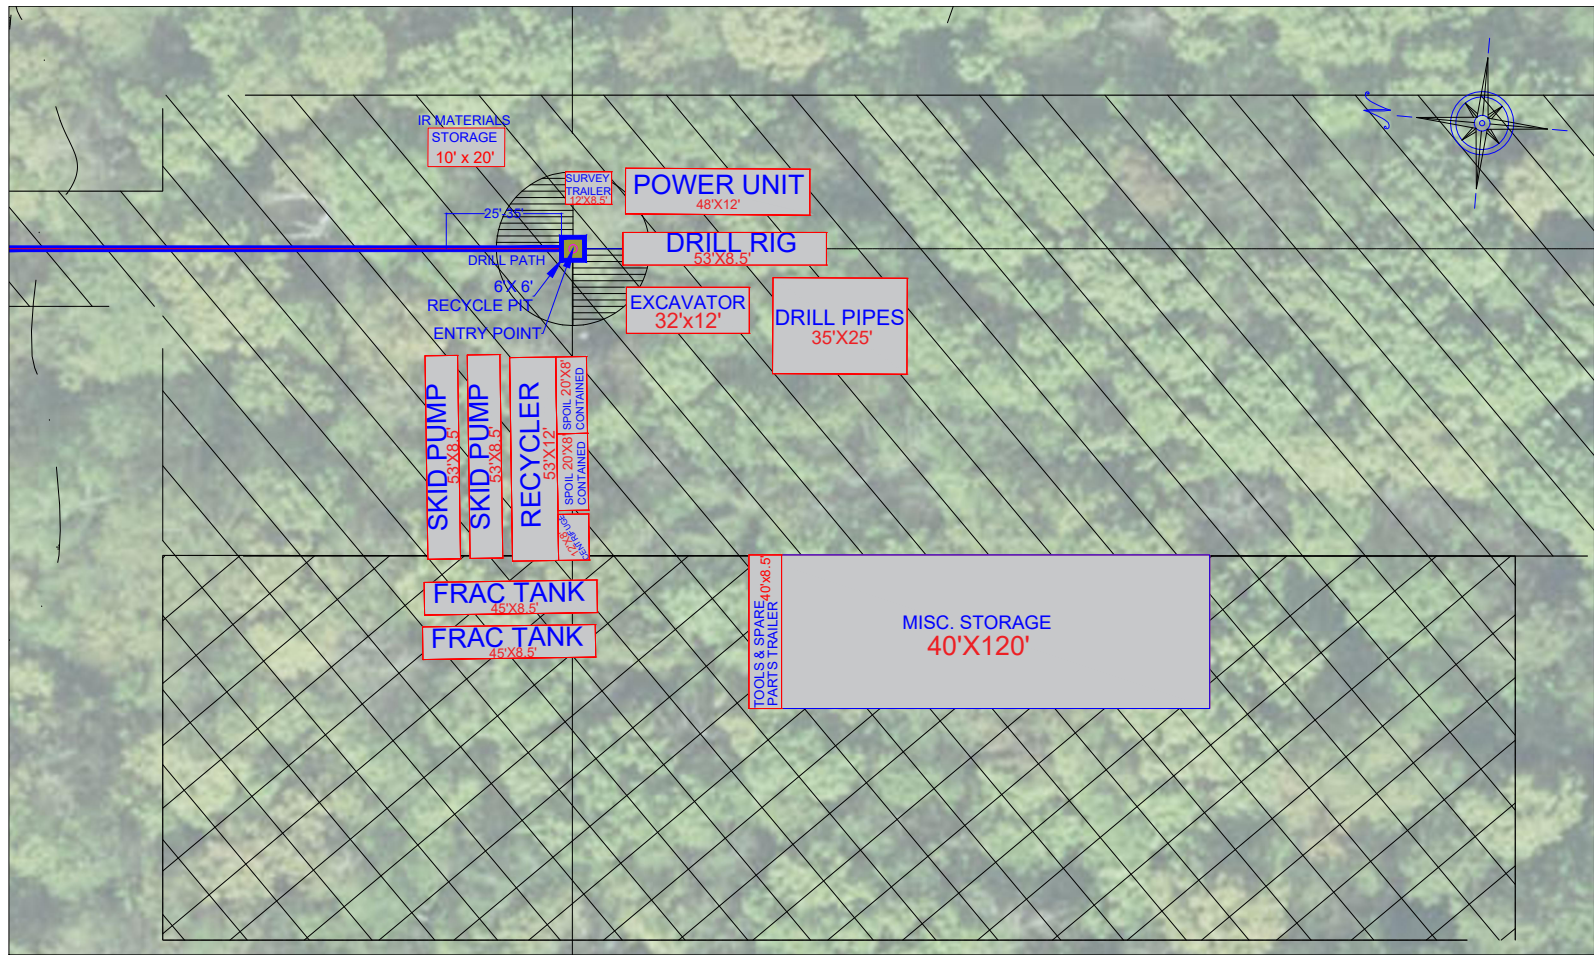 IR MATERIALS
STORAGE
10' x 20'
SURVEY
TRAILER
12'X8.5'
POWER UNIT
48'X12'
N
25'-35'
DRILL RIG
53'X8.5'
DRILL PATH
6'X 6'
RECYCLE PIT
ENTRY POINT
EXCAVATOR
32'x12'
DRILL PIPES
35'X25'
SKID PUMP
53'X8.5'
SKID PUMP
53'X8.5'
RECYCLER
53'X12'
SPOIL 20'X8'
CONTAINED
SPOIL 20'X8'
CONTAINED
CENTRIFUGE
12'X8'
FRAC TANK
45'X8.5'
FRAC TANK
45'X8.5'
TOOLS & SPARE
PARTS TRAILER
40'x8.5'
MISC. STORAGE
40'X120'